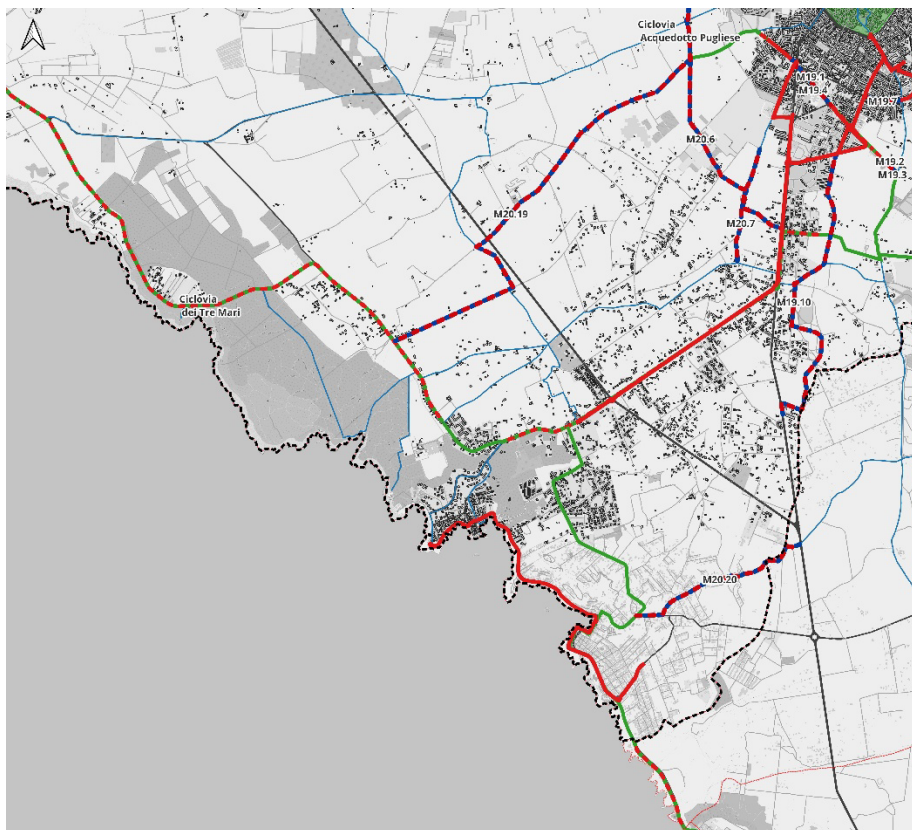 Ciclovia
Acquedotto Pugliese
M19.1
M19.4
M19.7
M20.6
M19.2
M19.3
M20.19
M20.7
Ciclovia
dei Tre Mari
M19.10
M20.20